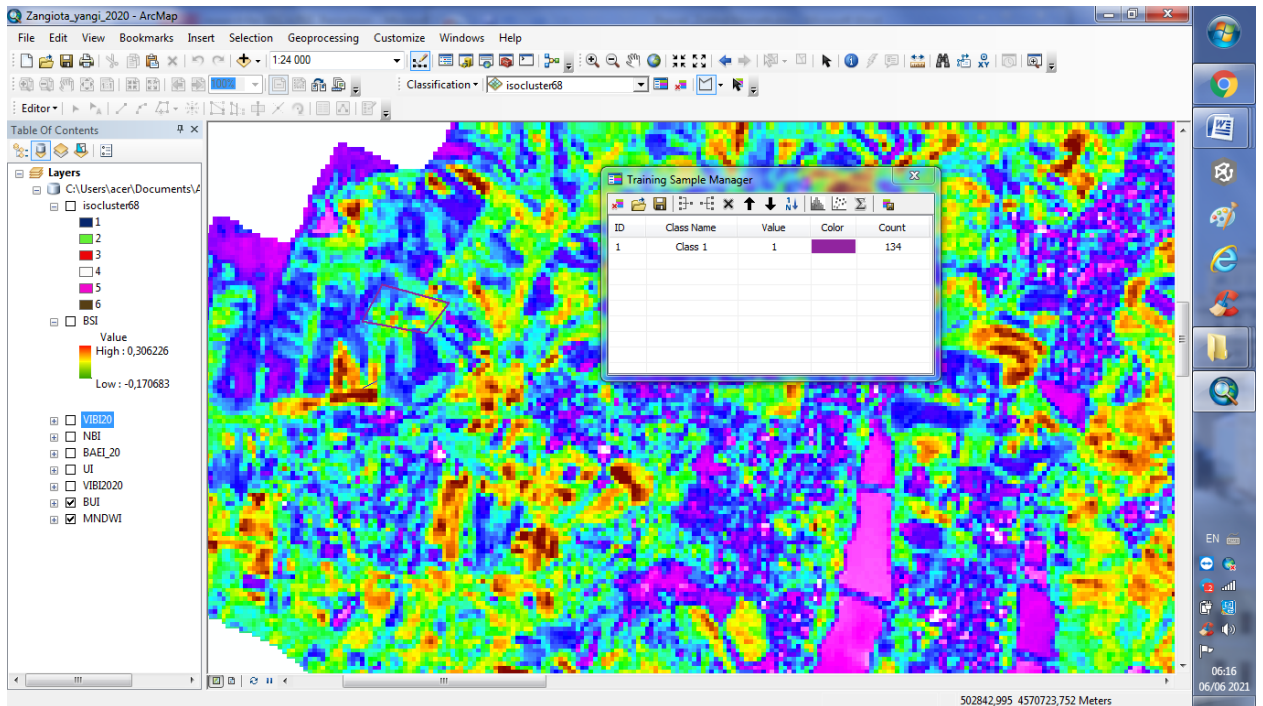 Zangiota_yangi_2020 - ArcMap
File Edit View Bookmarks Insert Selection Geoprocessing Customize Windows Help
1:24 000
100% Classification isocluster68
Editor
Table Of Contents
Layers
C:\Users\acer\Documents\A
isocluster68
1
2
3
4
5
6
BSI
Value
High : 0,306226
Low : -0,170683
VIBI20
NBI
BAEI_20
UI
VIBI2020
BUI
MNDWI
Training Sample Manager
ID Class Name Value Color Count
1 Class 1 1 134
502842,995 4570723,752 Meters
EN
06:16
06/06 2021